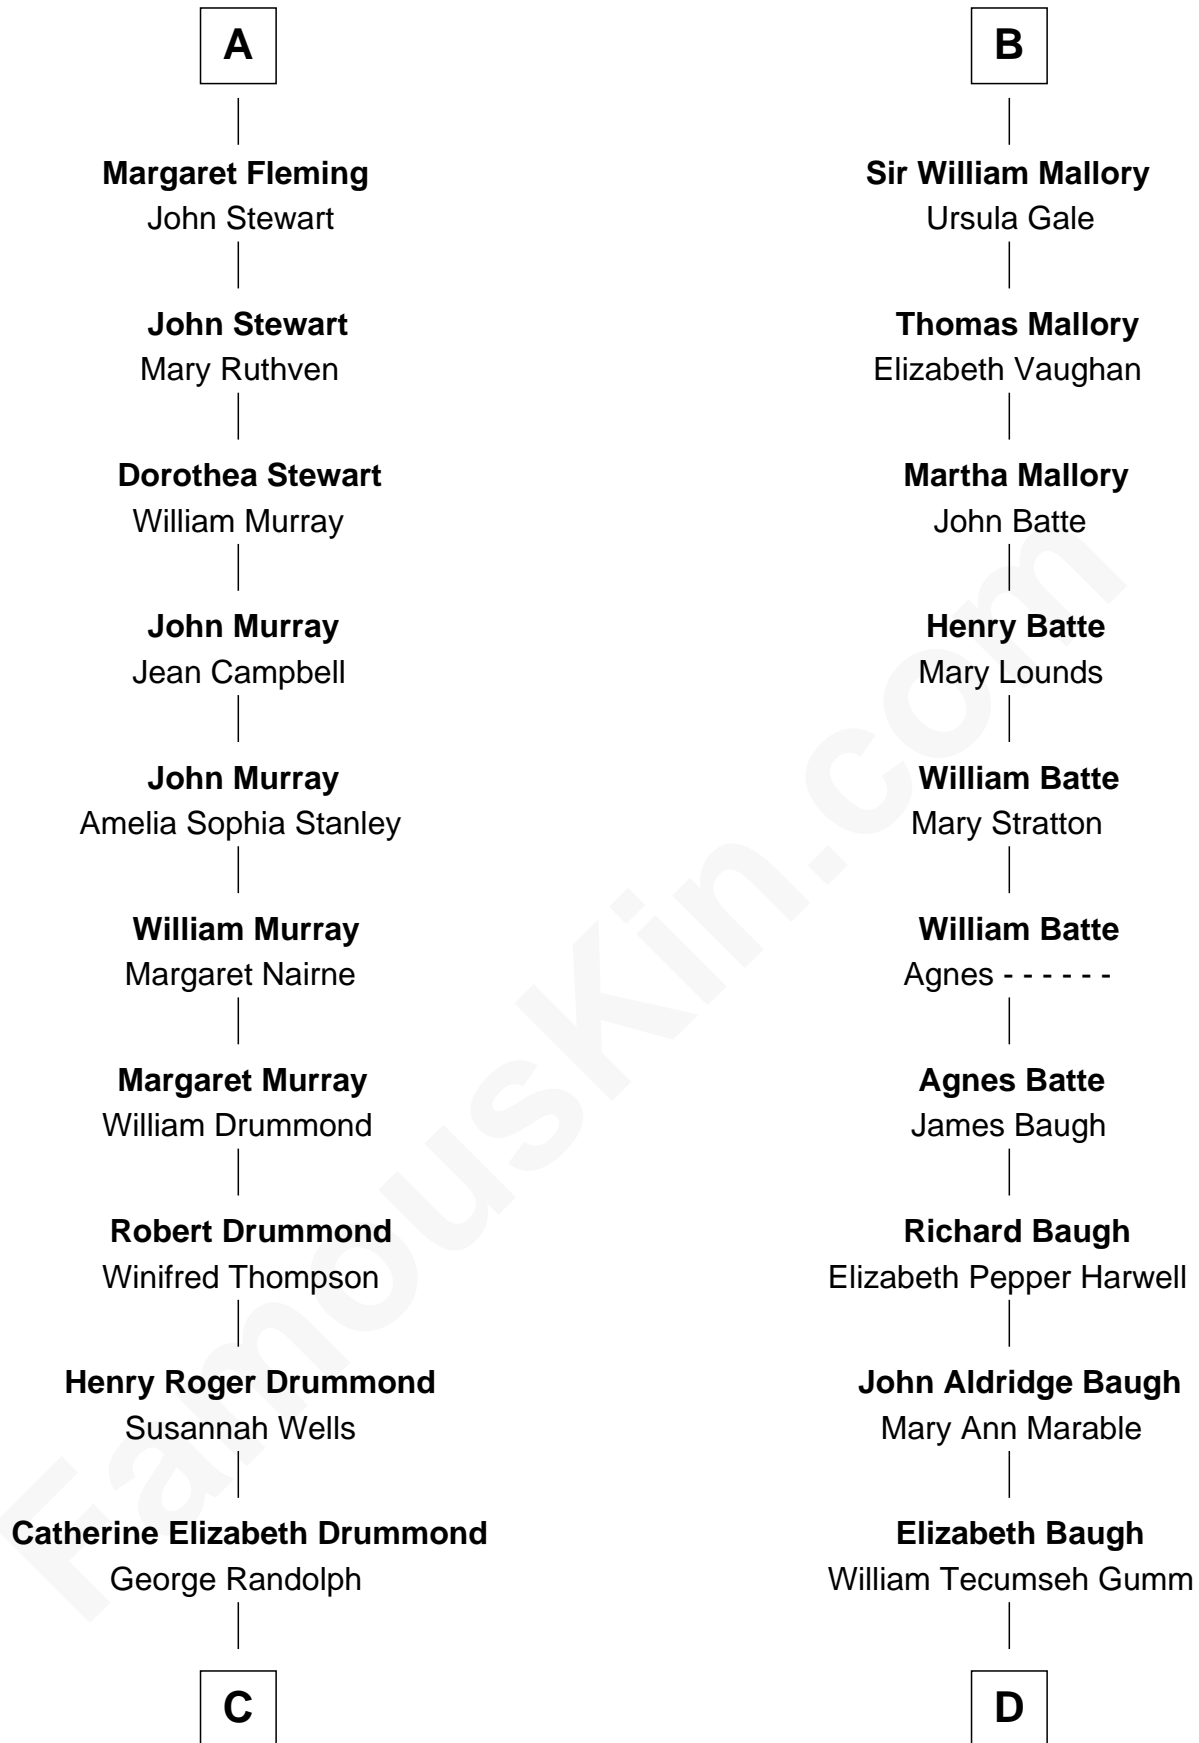 A
Margaret Fleming
John Stewart
John Stewart
Mary Ruthven
Dorothea Stewart
William Murray
John Murray
Jean Campbell
John Murray
Amelia Sophia Stanley
William Murray
Margaret Nairne
Margaret Murray
William Drummond
Robert Drummond
Winifred Thompson
Henry Roger Drummond
Susannah Wells
Catherine Elizabeth Drummond
George Randolph
C
B
Sir William Mallory
Ursula Gale
Thomas Mallory
Elizabeth Vaughan
Martha Mallory
John Batte
Henry Batte
Mary Lounds
William Batte
Mary Stratton
William Batte
Agnes - - - - - -
Agnes Batte
James Baugh
Richard Baugh
Elizabeth Pepper Harwell
John Aldridge Baugh
Mary Ann Marable
Elizabeth Baugh
William Tecumseh Gumm
D
FamousKin.com